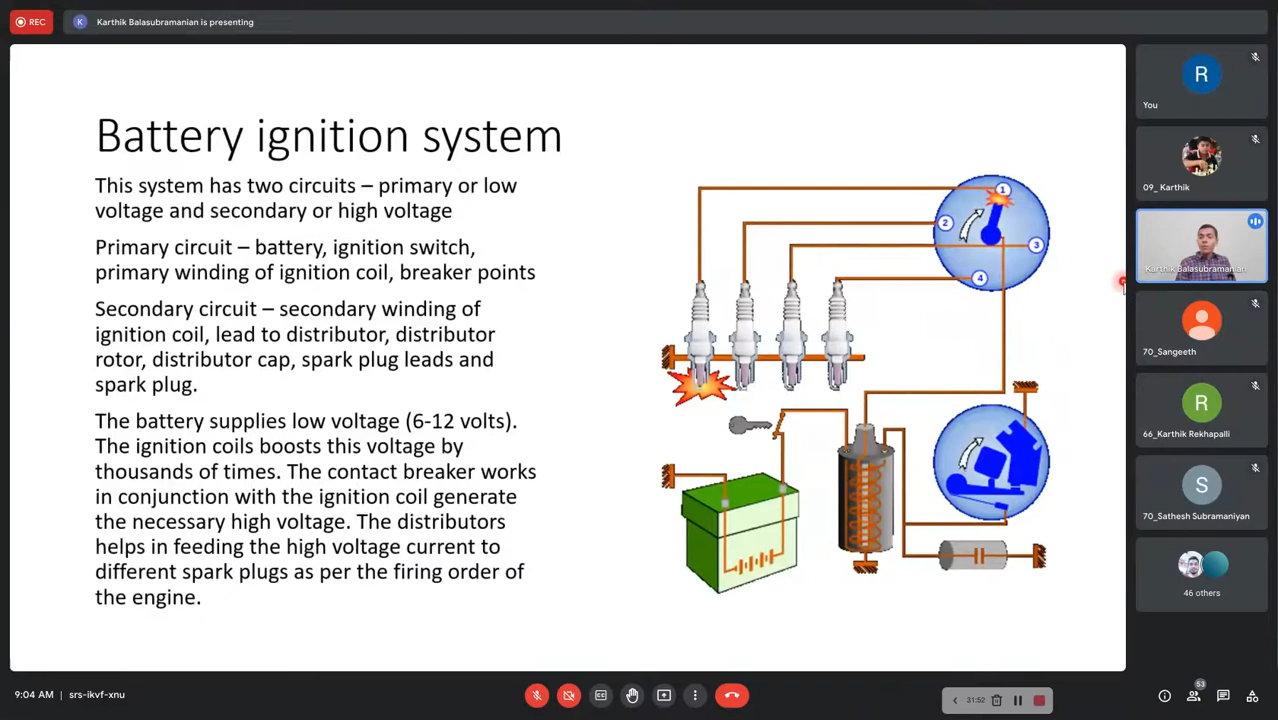 REC
K
Karthik Balasubramanian is presenting
Battery ignition system
This system has two circuits – primary or low
voltage and secondary or high voltage
Primary circuit – battery, ignition switch,
primary winding of ignition coil, breaker points
Secondary circuit – secondary winding of
ignition coil, lead to distributor, distributor
rotor, distributor cap, spark plug leads and
spark plug.
The battery supplies low voltage (6-12 volts).
The ignition coils boosts this voltage by
thousands of times. The contact breaker works
in conjunction with the ignition coil generate
the necessary high voltage. The distributors
helps in feeding the high voltage current to
different spark plugs as per the firing order of
the engine.
1
2
3
4
R
You
09_ Karthik
Karthik Balasubramanian
70_Sangeeth
R
66_Karthik Rekhapalli
S
70_Sathesh Subramaniyan
46 others
9:04 AM | srs-ikvf-xnu
CC
31:52
53